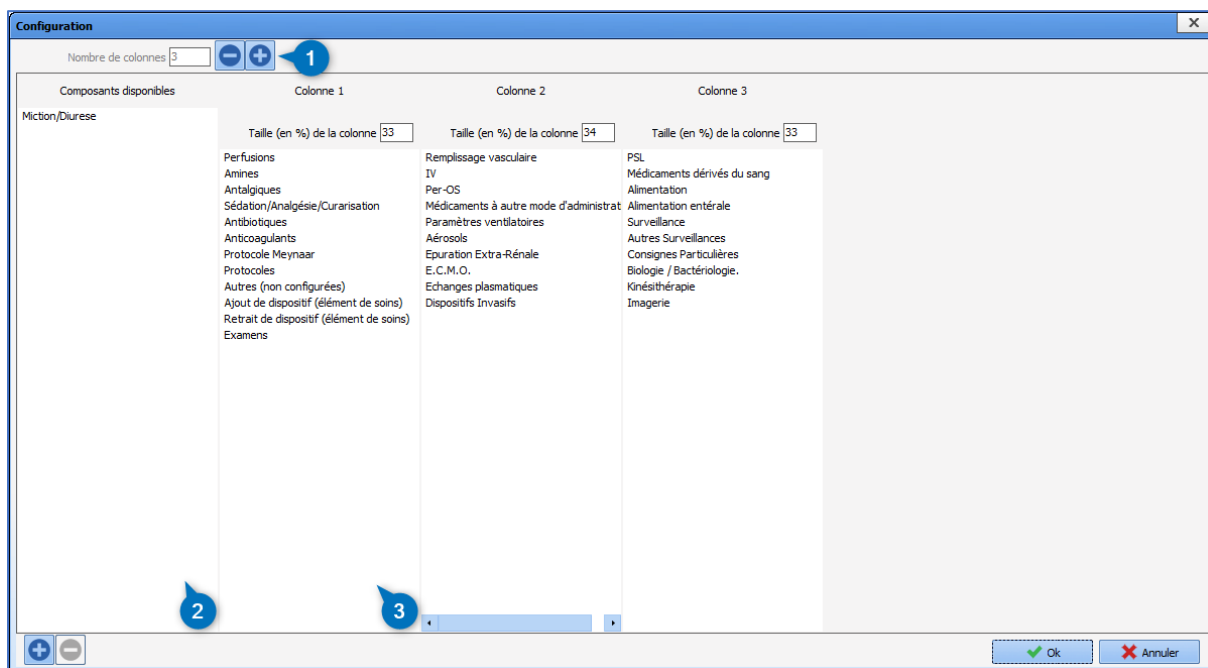 Configuration
Nombre de colonnes 3
1
Composants disponibles
Colonne 1
Colonne 2
Colonne 3
Miction/Diurese
Taille (en %) de la colonne 33
Taille (en %) de la colonne 34
Taille (en %) de la colonne 33
Perfusions
Amines
Antalgiques
Sédation/Analgésie/Curarisation
Antibiotiques
Anticoagulants
Protocole Meynaar
Protocoles
Autres (non configurées)
Ajout de dispositif (élément de soins)
Retrait de dispositif (élément de soins)
Examens
Remplissage vasculaire
IV
Per-OS
Médicaments à autre mode d'administrat
Paramètres ventilatoires
Aérosols
Epuration Extra-Rénale
E.C.M.O.
Echanges plasmatiques
Dispositifs Invasifs
PSL
Médicaments dérivés du sang
Alimentation
Alimentation entérale
Surveillance
Autres Surveillances
Consignes Particulières
Biologie / Bactériologie.
Kinésithérapie
Imagerie
2
3
Ok
Annuler